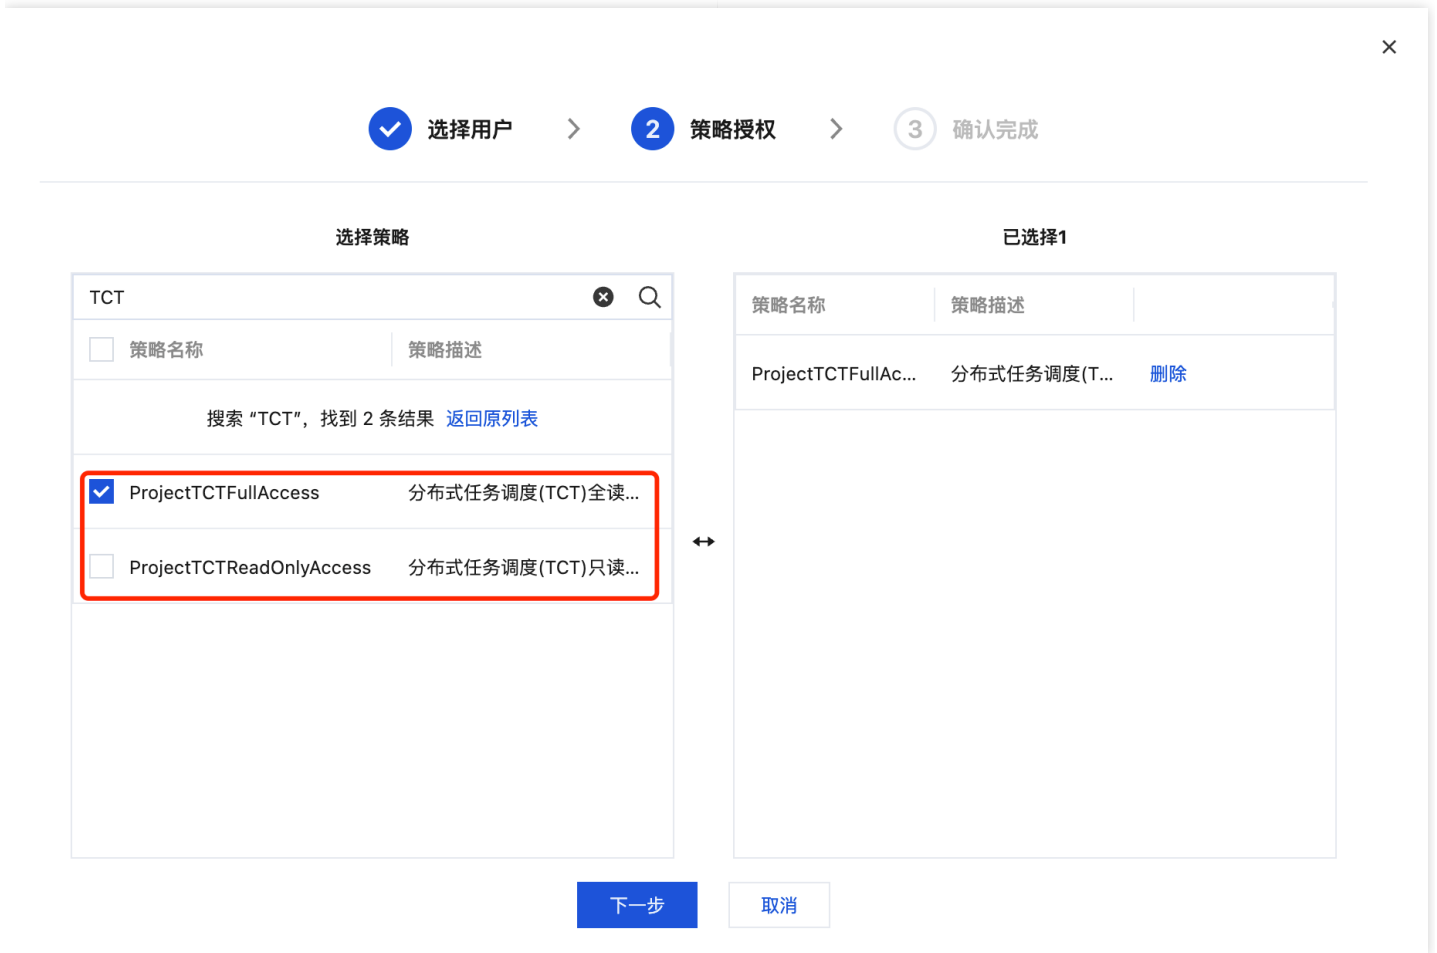 选择用户
2 策略授权
3 确认完成
选择策略
TCT
策略名称 策略描述
搜索 “TCT”，找到 2 条结果 返回原列表
ProjectTCTFullAccess 分布式任务调度(TCT)全读...
ProjectTCTReadOnlyAccess 分布式任务调度(TCT)只读...
已选择1
策略名称 策略描述
ProjectTCTFullAc... 分布式任务调度(T... 删除
下一步 取消